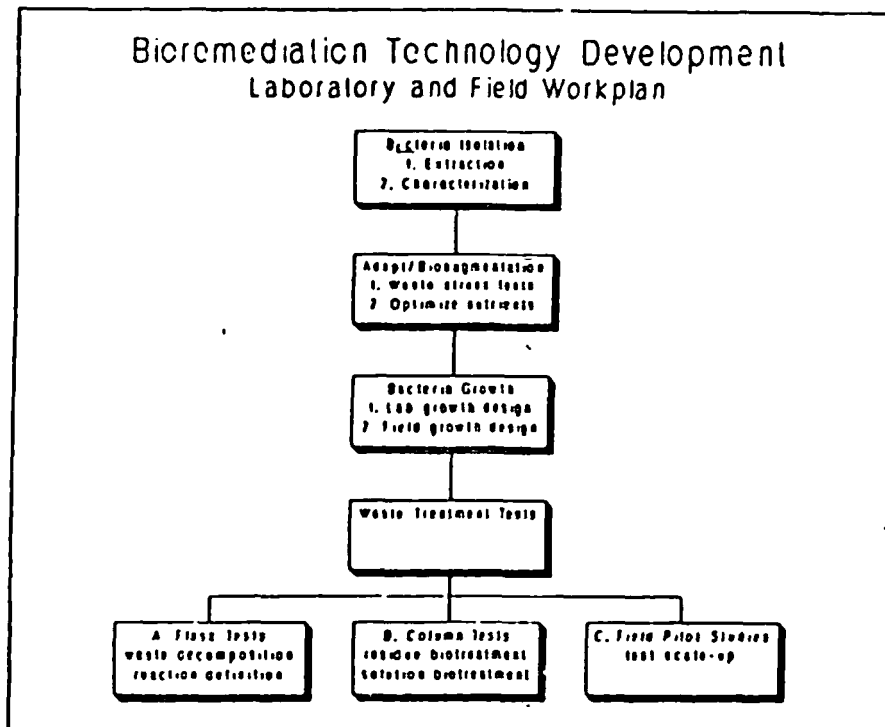 Bioremediation Technology Development
Laboratory and Field Workplan
Bacteria Isolation
1. Extraction
2. Characterization
Adapt/Bioaugmentation
1. Waste stress tests
2 Optimize nutrients
Bacteria Growth
1. Lab growth design
2 Field growth design
Waste Treatment Tests
A Flask Tests
waste decomposition
reaction definition
B. Column Tests
residue biotreatment
solution biotreatment
C. Field Pilot Studies
test scale-up